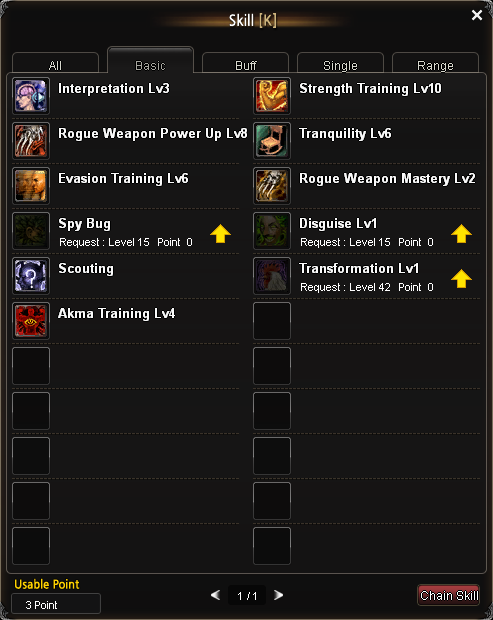 Skill [K]
All
Basic
Buff
Single
Range
Interpretation Lv3
Strength Training Lv10
Rogue Weapon Power Up Lv8
Tranquility Lv6
Evasion Training Lv6
Rogue Weapon Mastery Lv2
Spy Bug
Request : Level 15 Point 0
Disguise Lv1
Request : Level 15 Point 0
Scouting
Transformation Lv1
Request : Level 42 Point 0
Akma Training Lv4
Usable Point
3 Point
1 / 1
Chain Skill